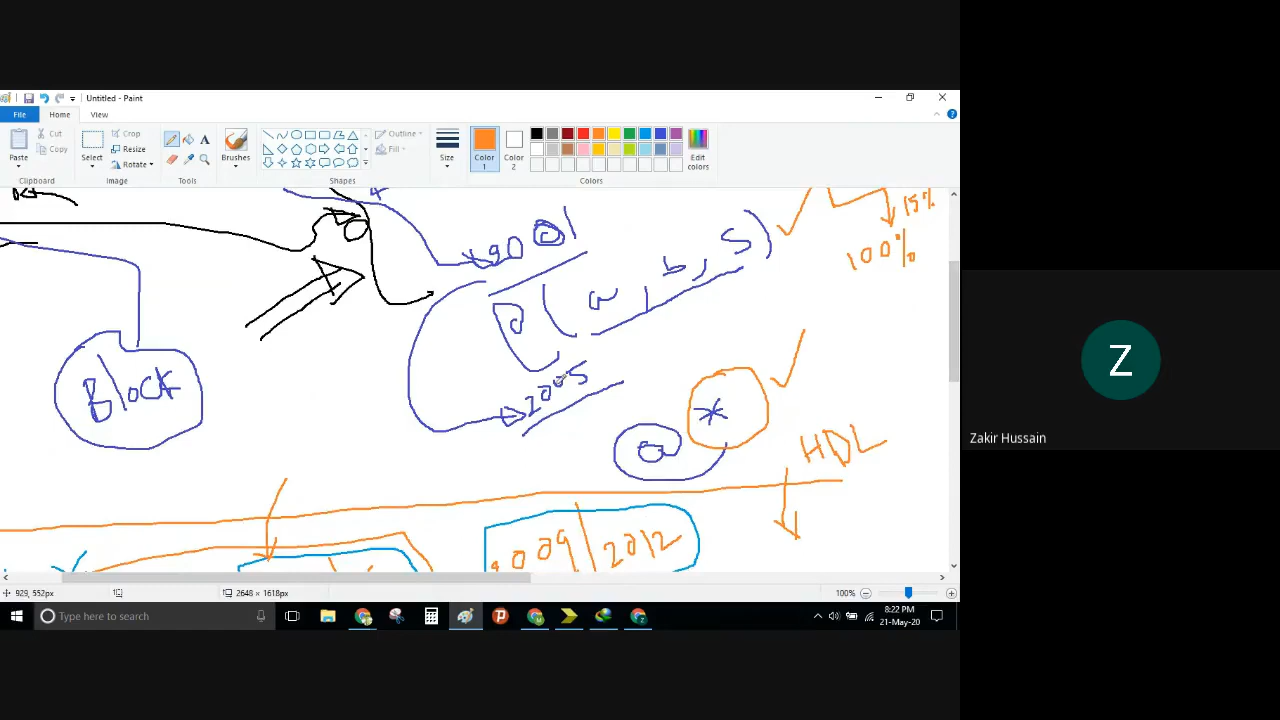 Untitled - Paint
File Home View
Cut
Copy
Paste
Clipboard
Select
Crop
Resize
Rotate
Image
Tools
Brushes
Outline
Fill
Shapes
Size
Color 1
Color 2
Edit colors
Colors
15%
100%
( a , b , s )
Block
2005
*
a
HDL
2012
929, 552px
2648 × 1618px
100%
Type here to search
8:22 PM
21-May-20
Z
Zakir Hussain